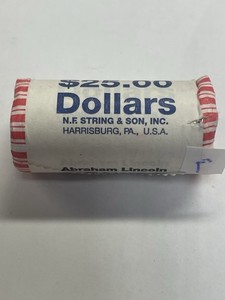 $25.00
Dollars
N.F. STRING & SON, INC.
HARRISBURG, PA., U.S.A.
Abraham Lincoln